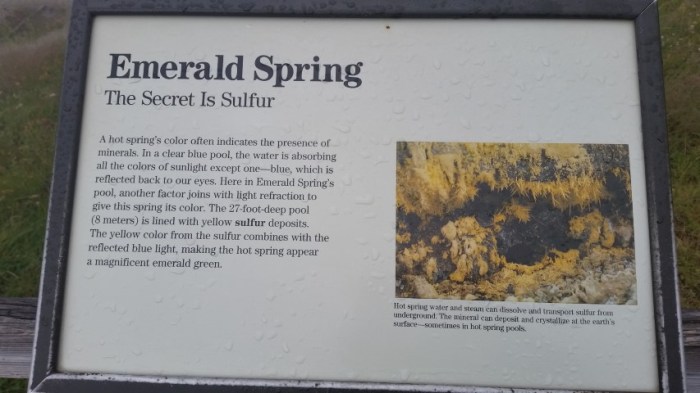 Emerald Spring
The Secret Is Sulfur
A hot spring's color often indicates the presence of
minerals. In a clear blue pool, the water is absorbing
all the colors of sunlight except one—blue, which is
reflected back to our eyes. Here in Emerald Spring's
pool, another factor joins with light refraction to
give this spring its color. The 27-foot-deep pool
(8 meters) is lined with yellow sulfur deposits.
The yellow color from the sulfur combines with the
reflected blue light, making the hot spring appear
a magnificent emerald green.
Hot spring water and steam can dissolve and transport sulfur from
underground. The mineral can deposit and crystallize at the earth's
surface—sometimes in hot spring pools.